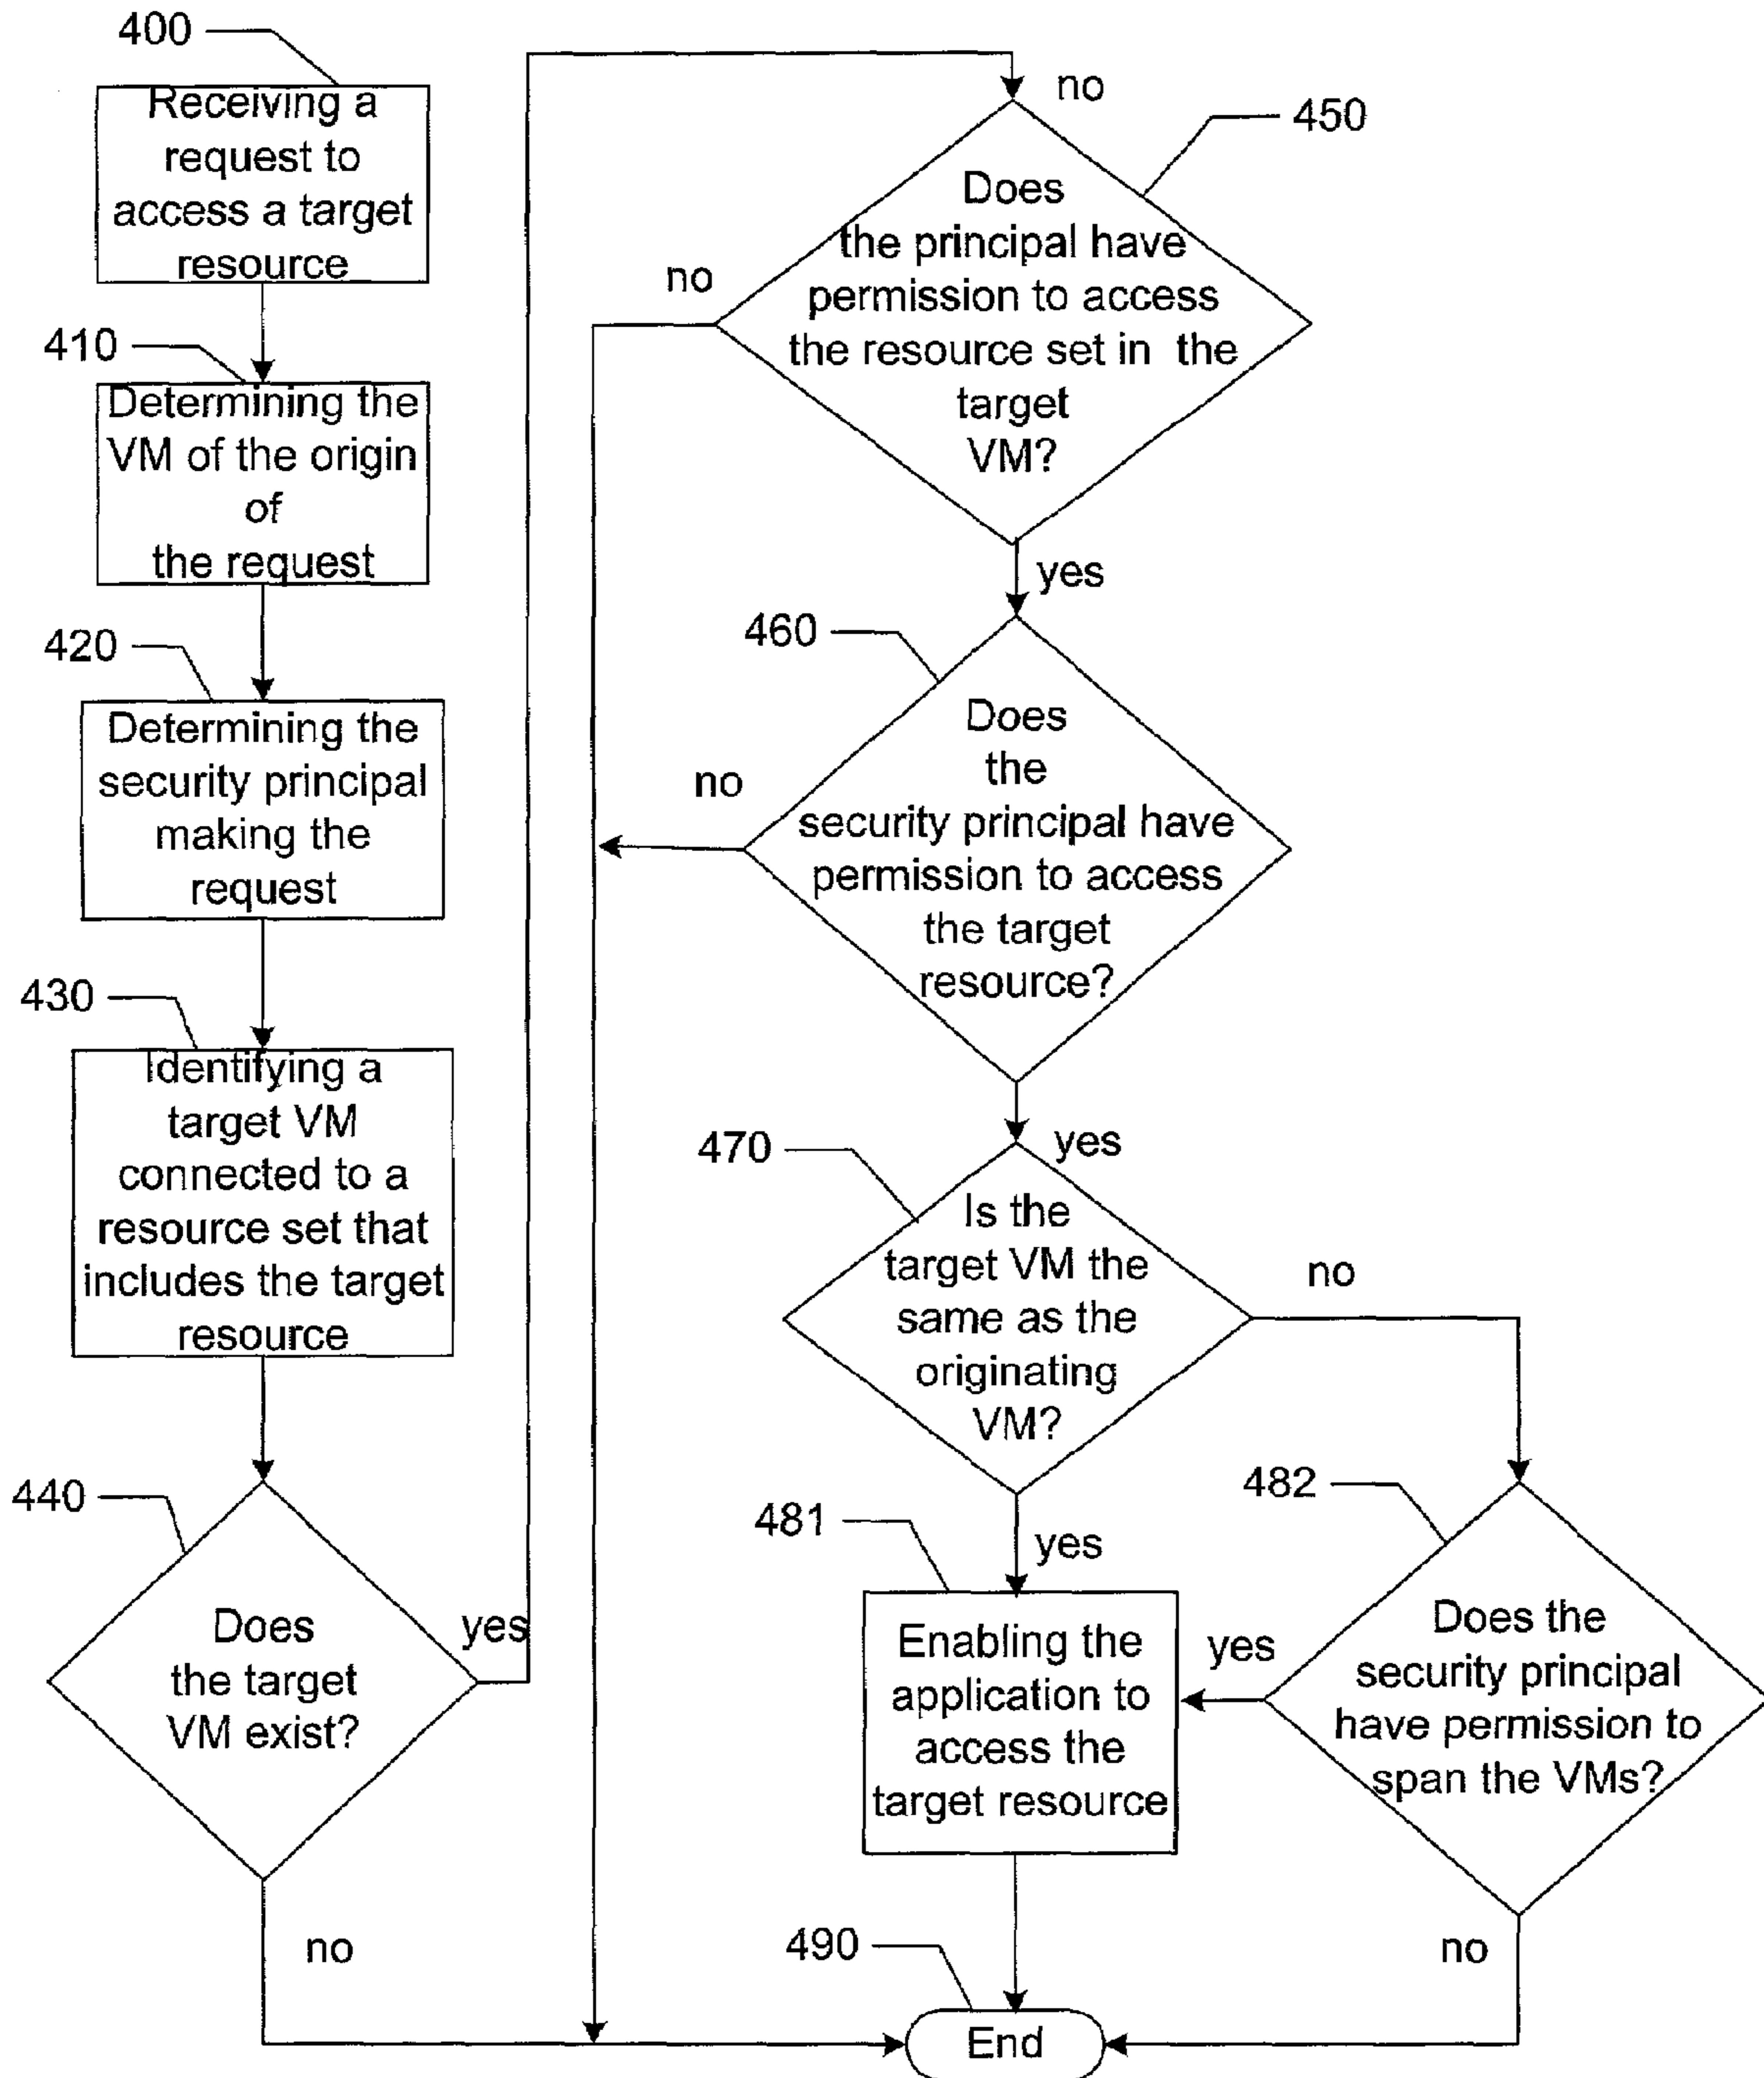 400
Receiving a
request to
access a target
resource
410
Determining the
VM of the origin
of
the request
420
Determining the
security principal
making the
request
430
Identifying a
target VM
connected to a
resource set that
includes the target
resource
440
Does
the target
VM exist?
yes
no
no
450
Does
the principal have
permission to access
the resource set in the
target
VM?
no
yes
460
Does
the
security principal have
permission to access
the target
resource?
no
yes
470
Is the
target VM the
same as the
originating
VM?
no
yes
481
Enabling the
application to
access the
target resource
482
Does the
security principal
have permission to
span the VMs?
yes
no
490
End